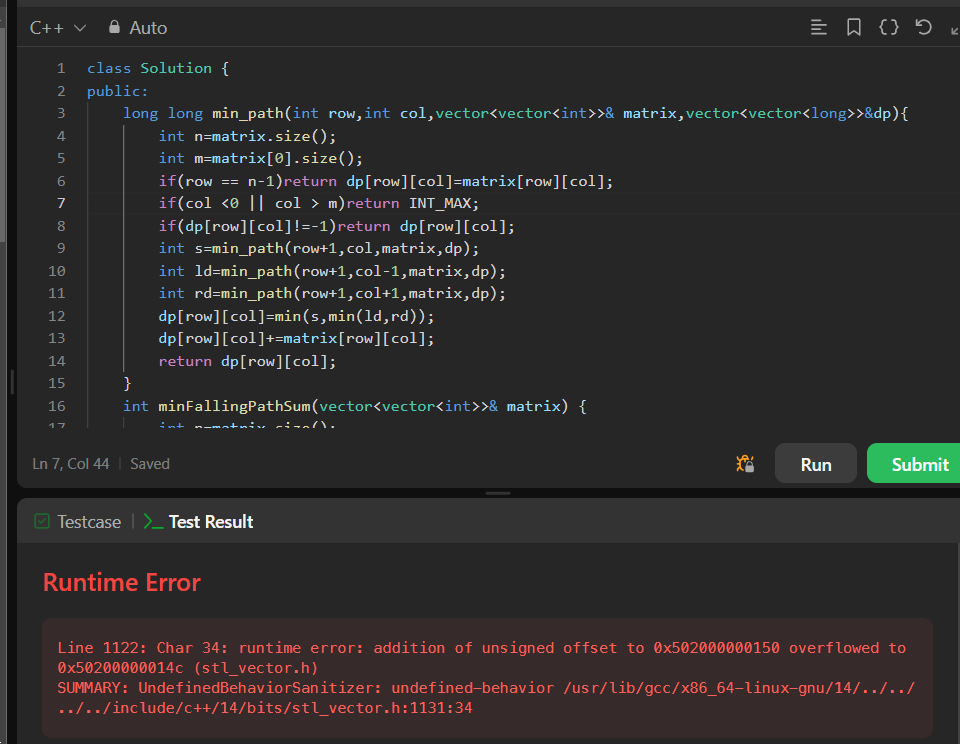 C++ Auto
1 class Solution {
2 public:
3 long long min_path(int row,int col,vector<vector<int>>& matrix,vector<vector<long>>&dp){
4 int n=matrix.size();
5 int m=matrix[0].size();
6 if(row == n-1)return dp[row][col]=matrix[row][col];
7 if(col <0 || col > m)return INT_MAX;
8 if(dp[row][col]!=-1)return dp[row][col];
9 int s=min_path(row+1,col,matrix,dp);
10 int ld=min_path(row+1,col-1,matrix,dp);
11 int rd=min_path(row+1,col+1,matrix,dp);
12 dp[row][col]=min(s,min(ld,rd));
13 dp[row][col]+=matrix[row][col];
14 return dp[row][col];
15 }
16 int minFallingPathSum(vector<vector<int>>& matrix) {
17 int n=matrix.size();
Ln 7, Col 44 | Saved
Run
Submit
Testcase | >_ Test Result
Runtime Error
Line 1122: Char 34: runtime error: addition of unsigned offset to 0x502000000150 overflowed to
0x50200000014c (stl_vector.h)
SUMMARY: UndefinedBehaviorSanitizer: undefined-behavior /usr/lib/gcc/x86_64-linux-gnu/14/../../
../../include/c++/14/bits/stl_vector.h:1131:34